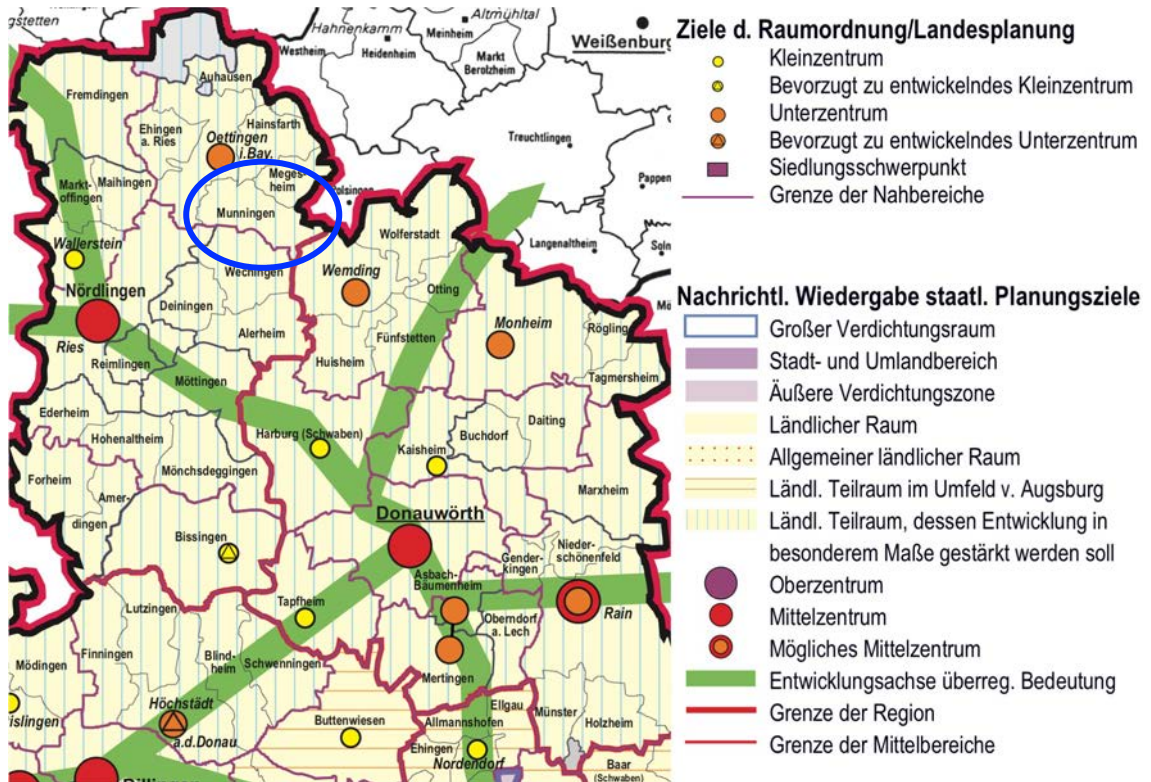 ngstetten
Hahnenkamm
Altmühltal
Westheim
Heidenheim
Meinheim
Markt
Berolzheim
Weißenburg
Auhausen
Fremdingen
Ehingen
a. Ries
Hainsfarth
Oettingen
i.Bay.
Treuchtlingen
Markt-
offingen
Maihingen
Meges-
heim
Polsingen
Pappen
Munningen
Wolferstadt
Langenaltheim
Soln
Wallerstein
Wechingen
Wemding
Otting
Nördlingen
Deiningen
Mö
Monheim
Rögling
Alerheim
Fünfstetten
Ries
Reimlingen
Huisheim
Möttingen
Tagmersheim
Ederheim
Hohenaltheim
Harburg (Schwaben)
Daiting
Buchdorf
Kaisheim
Mönchsdeggingen
Forheim
Amer-
dingen
Marxheim
Donauwörth
Bissingen
Gender-
kingen
Nieder-
schönenfeld
Asbach-
Bäumenheim
Lutzingen
Tapfheim
Oberndorf
a. Lech
Rain
Finningen
Mödingen
Blind-
heim
Schwenningen
Mertingen
Höchstädt
a.d.Donau
islingen
Buttenwiesen
Allmannshofen
Ellgau
Münster
Holzheim
Ehingen
Nordendorf
Baar
(Schwaben)
Ziele d. Raumordnung/Landesplanung
Kleinzentrum
Bevorzugt zu entwickelndes Kleinzentrum
Unterzentrum
Bevorzugt zu entwickelndes Unterzentrum
Siedlungsschwerpunkt
Grenze der Nahbereiche
Nachrichtl. Wiedergabe staatl. Planungsziele
Großer Verdichtungsraum
Stadt- und Umlandbereich
Äußere Verdichtungszone
Ländlicher Raum
Allgemeiner ländlicher Raum
Ländl. Teilraum im Umfeld v. Augsburg
Ländl. Teilraum, dessen Entwicklung in
besonderem Maße gestärkt werden soll
Oberzentrum
Mittelzentrum
Mögliches Mittelzentrum
Entwicklungsachse überreg. Bedeutung
Grenze der Region
Grenze der Mittelbereiche